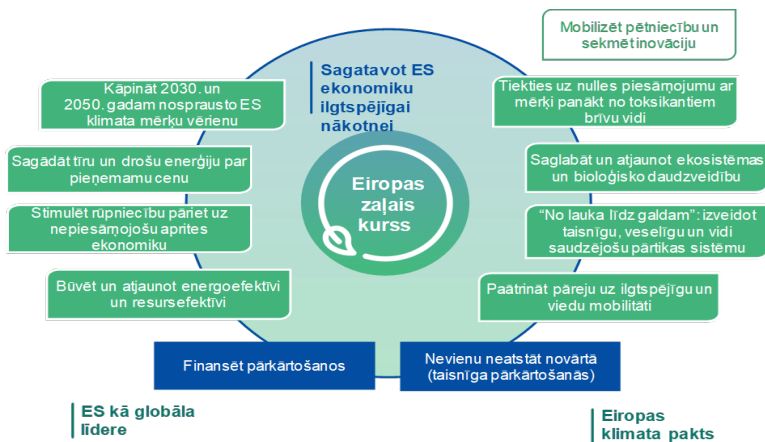 Mobilizēt pētniecību un
sekmēt inovāciju
Sagatavot ES
ekonomiku
ilgtspējīgai
nākotnei
Kāpināt 2030. un
2050. gadam nosprausto ES
klimata mērķu vērienu
Tiekties uz nulles piesārņojumu ar
mērķi panākt no toksikantiem
brīvu vidi
Sagādāt tīru un drošu enerģiju par
pieņemamu cenu
Saglabāt un atjaunot ekosistēmas
un bioloģisko daudzveidību
Eiropas
zaļais
kurss
Stimulēt rūpniecību pāriet uz
nepiesārņojošu aprites
ekonomiku
“No lauka līdz galdam”: izveidot
taisnīgu, veselīgu un vidi
saudzējošu pārtikas sistēmu
Būvēt un atjaunot energoefektīvi
un resursefektīvi
Paātrināt pāreju uz ilgtspējīgu un
viedu mobilitāti
Finansēt pārkārtošanos
Nevienu neatstāt novārtā
(taisnīga pārkārtošanās)
ES kā globāla
līdere
Eiropas
klimata pakts